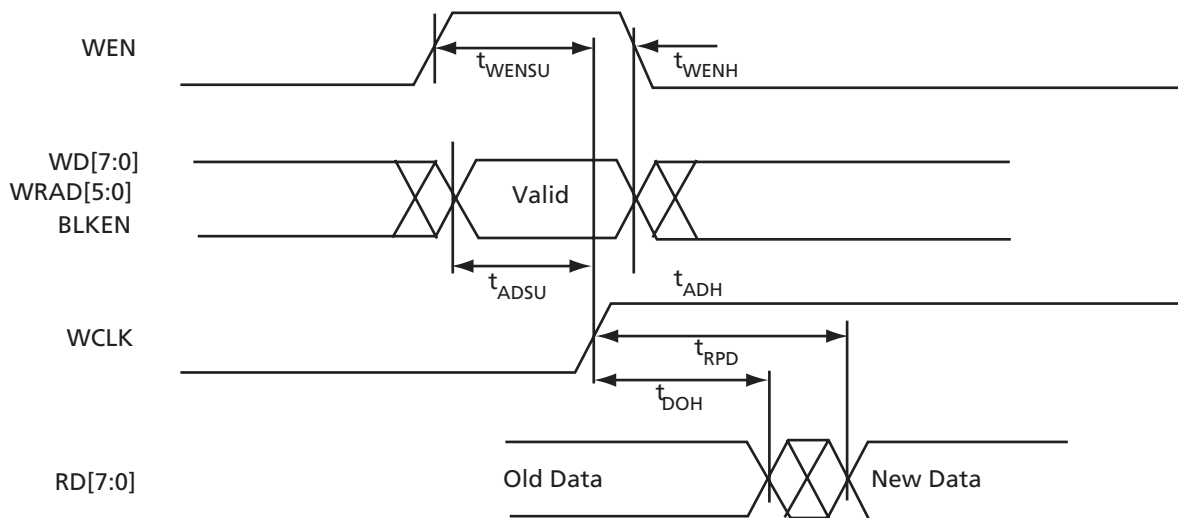 WEN
tWENSU
tWENH
WD[7:0]
WRAD[5:0]
BLKEN
Valid
tADSU
tADH
WCLK
tRPD
tDOH
RD[7:0]
Old Data
New Data